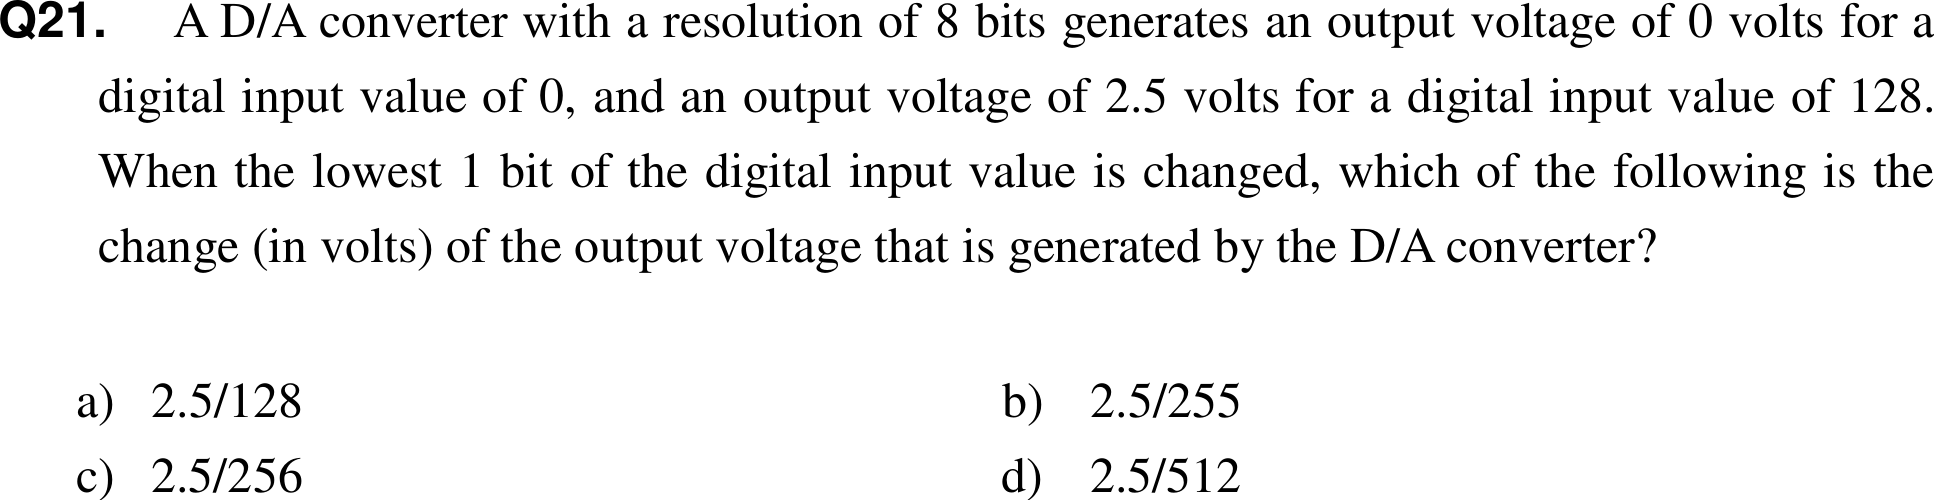 Q21. A D/A converter with a resolution of 8 bits generates an output voltage of 0 volts for a
digital input value of 0, and an output voltage of 2.5 volts for a digital input value of 128.
When the lowest 1 bit of the digital input value is changed, which of the following is the
change (in volts) of the output voltage that is generated by the D/A converter?
a) 2.5/128 b) 2.5/255
c) 2.5/256 d) 2.5/512